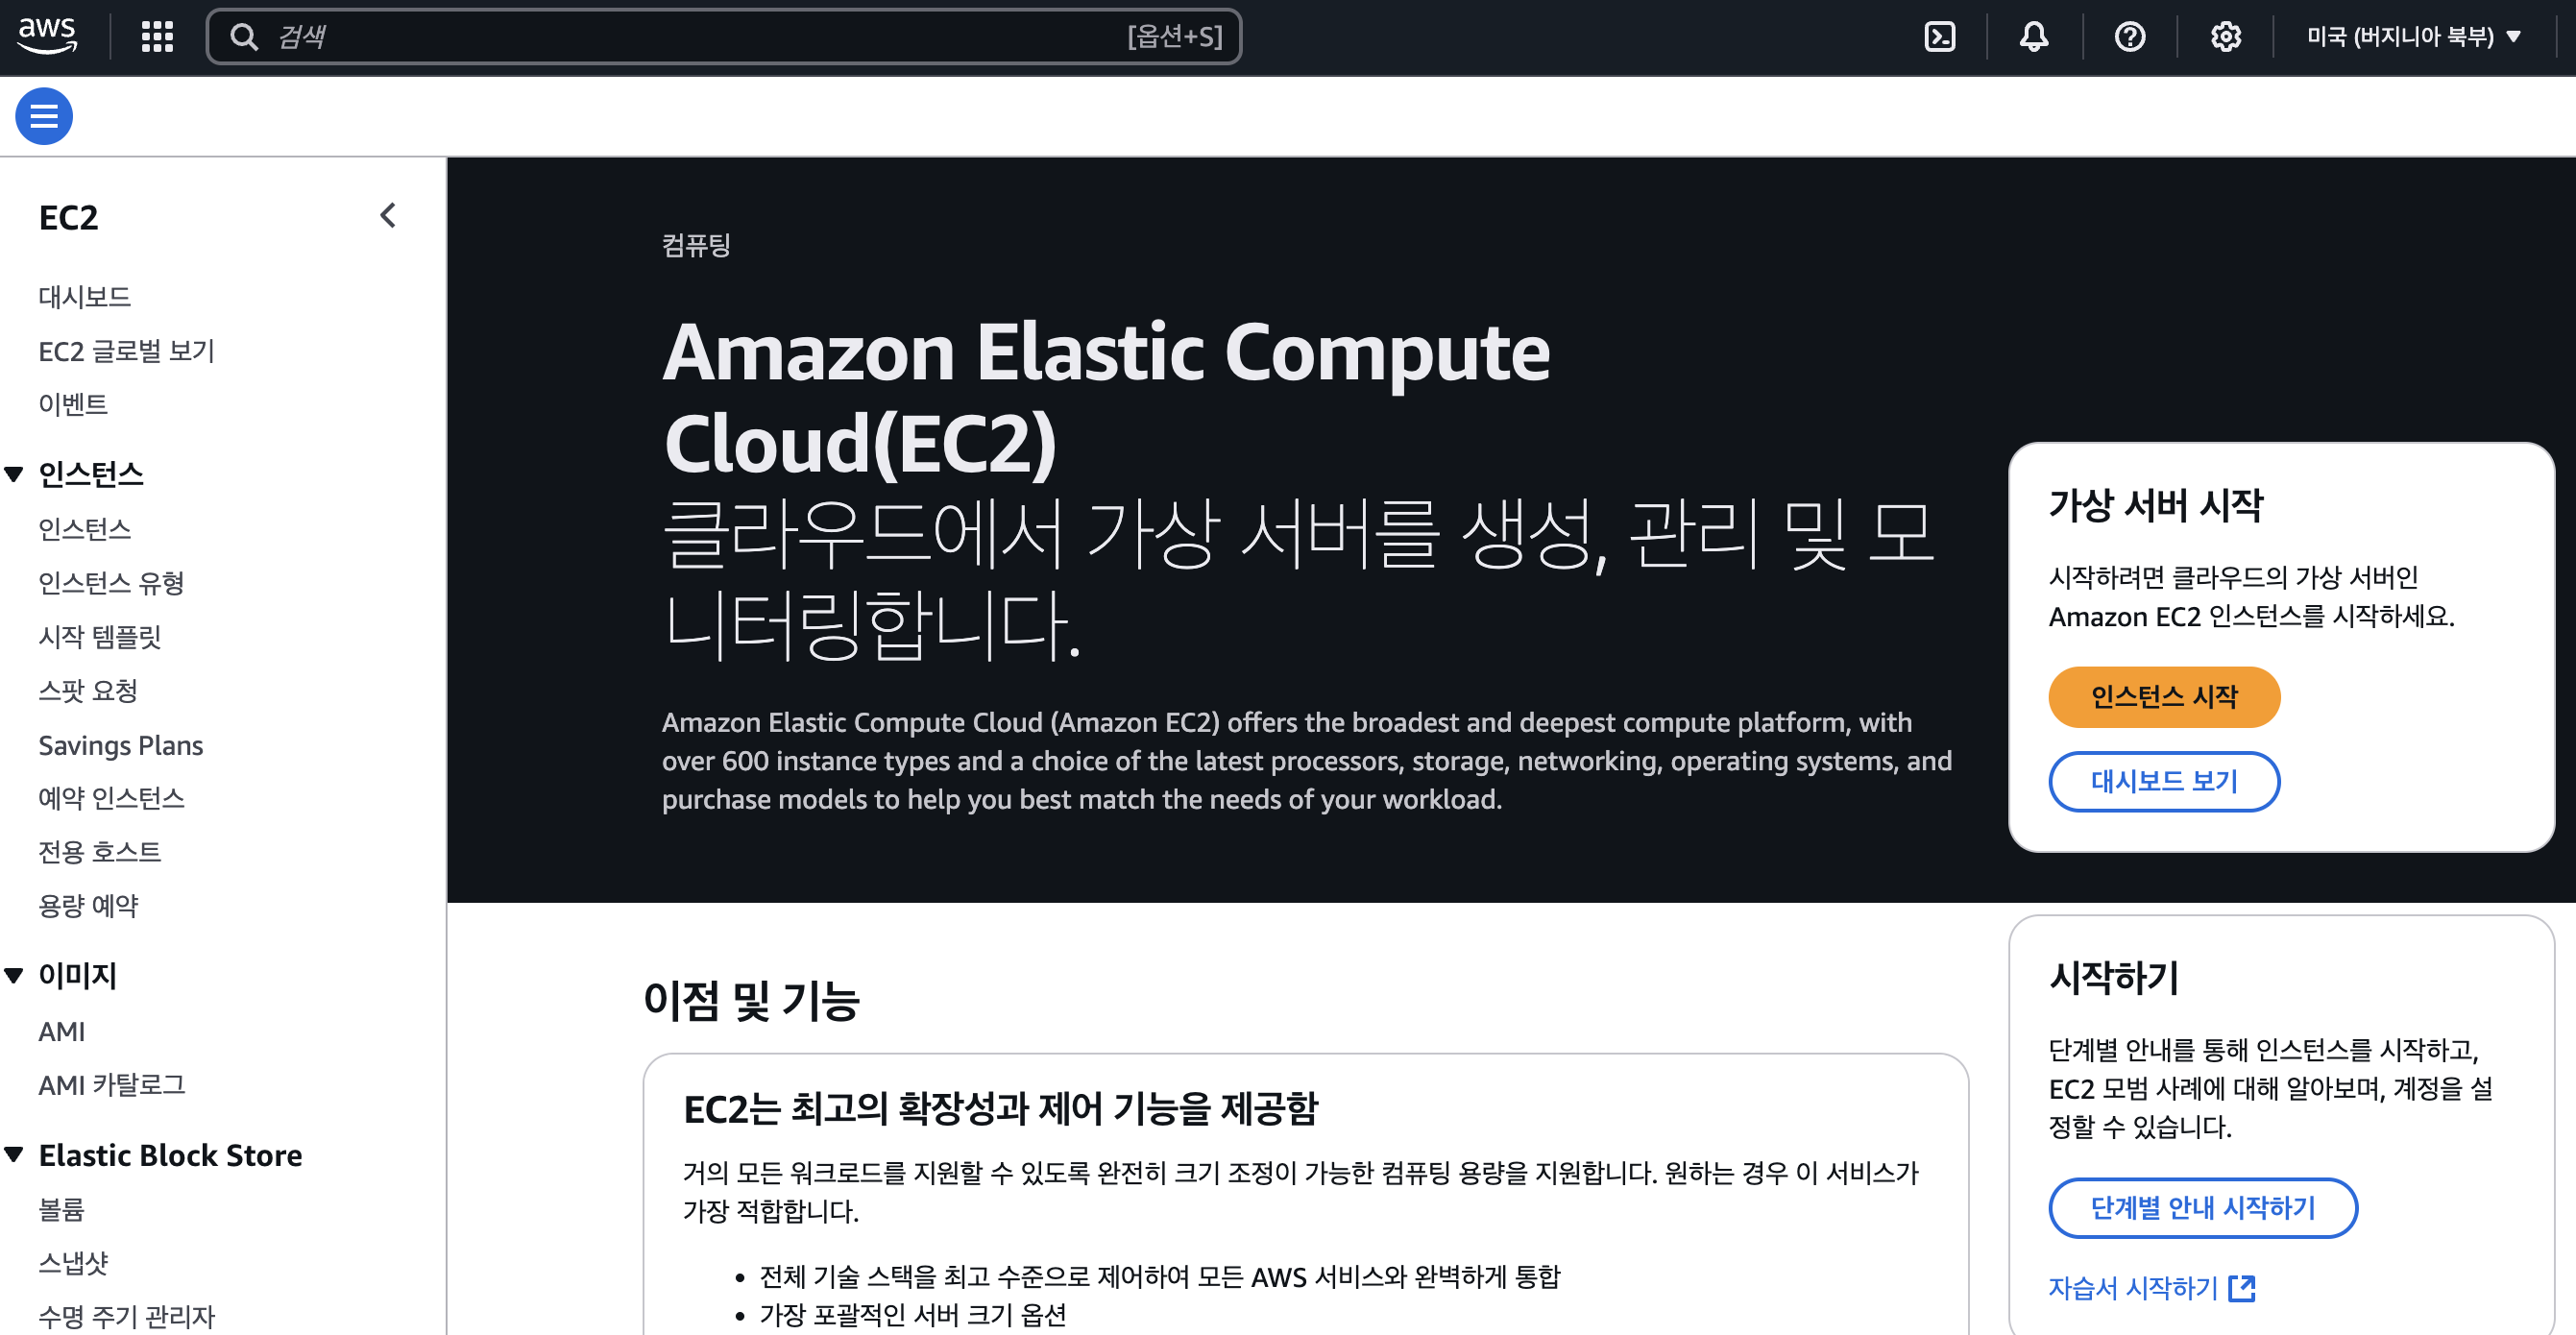 aws
검색
[옵션+S]
미국 (버지니아 북부)
EC2
대시보드
EC2 글로벌 보기
이벤트
인스턴스
인스턴스
인스턴스 유형
시작 템플릿
스팟 요청
Savings Plans
예약 인스턴스
전용 호스트
용량 예약
이미지
AMI
AMI 카탈로그
Elastic Block Store
볼륨
스냅샷
수명 주기 관리자
컴퓨팅
Amazon Elastic Compute
Cloud(EC2)
클라우드에서 가상 서버를 생성, 관리 및 모
니터링합니다.
Amazon Elastic Compute Cloud (Amazon EC2) offers the broadest and deepest compute platform, with
over 600 instance types and a choice of the latest processors, storage, networking, operating systems, and
purchase models to help you best match the needs of your workload.
가상 서버 시작
시작하려면 클라우드의 가상 서버인
Amazon EC2 인스턴스를 시작하세요.
인스턴스 시작
대시보드 보기
이점 및 기능
EC2는 최고의 확장성과 제어 기능을 제공함
거의 모든 워크로드를 지원할 수 있도록 완전히 크기 조정이 가능한 컴퓨팅 용량을 지원합니다. 원하는 경우 이 서비스가
가장 적합합니다.
• 전체 기술 스택을 최고 수준으로 제어하여 모든 AWS 서비스와 완벽하게 통합
• 가장 포괄적인 서버 크기 옵션
시작하기
단계별 안내를 통해 인스턴스를 시작하고,
EC2 모범 사례에 대해 알아보며, 계정을 설
정할 수 있습니다.
단계별 안내 시작하기
자습서 시작하기